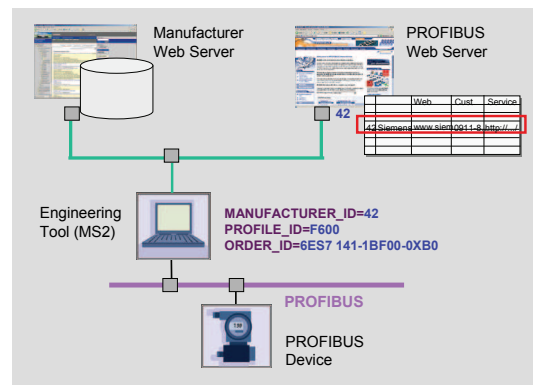 Manufacturer
Web Server
PROFIBUS
Web Server
42
Web Cust. Service
42 Siemens www.siem 0911-8 http://.../
Engineering
Tool (MS2)
MANUFACTURER_ID=42
PROFILE_ID=F600
ORDER_ID=6ES7 141-1BF00-0XB0
PROFIBUS
PROFIBUS
Device